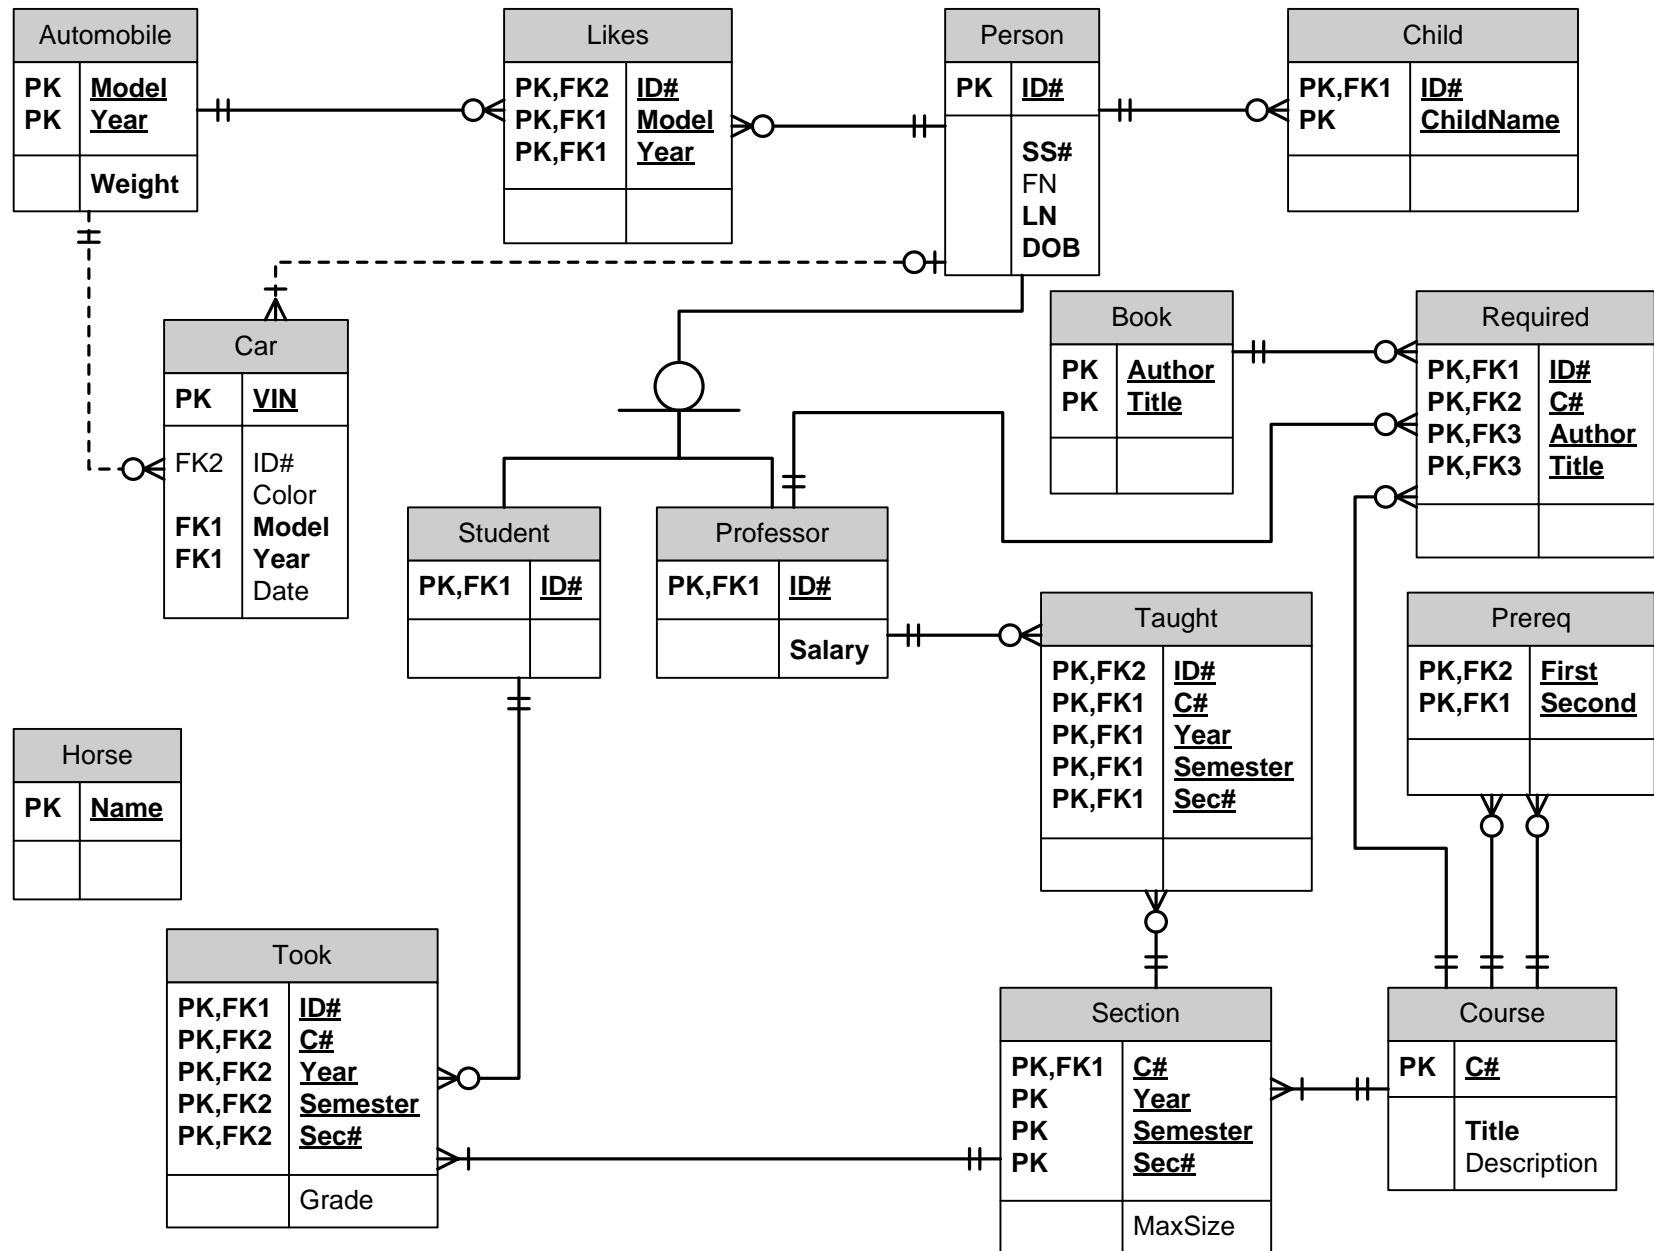 Automobile
PK Model
PK Year
Weight
Likes
PK,FK2 ID#
PK,FK1 Model
PK,FK1 Year
Person
PK ID#
SS#
FN
LN
DOB
Child
PK,FK1 ID#
PK ChildName
Car
PK VIN
FK2 ID#
Color
FK1 Model
FK1 Year
Date
Book
PK Author
PK Title
Required
PK,FK1 ID#
PK,FK2 C#
PK,FK3 Author
PK,FK3 Title
Student
PK,FK1 ID#
Professor
PK,FK1 ID#
Salary
Taught
PK,FK2 ID#
PK,FK1 C#
PK,FK1 Year
PK,FK1 Semester
PK,FK1 Sec#
Prereq
PK,FK2 First
PK,FK1 Second
Horse
PK Name
Took
PK,FK1 ID#
PK,FK2 C#
PK,FK2 Year
PK,FK2 Semester
PK,FK2 Sec#
Grade
Section
PK,FK1 C#
PK Year
PK Semester
PK Sec#
MaxSize
Course
PK C#
Title
Description